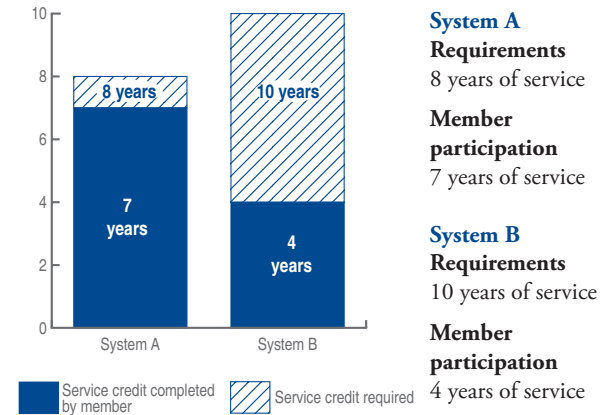 10
8
6
4
2
0
8 years
7
years
10 years
4
years
System A
System B
Service credit completed
by member
Service credit required
System A
Requirements
8 years of service
Member
participation
7 years of service
System B
Requirements
10 years of service
Member
participation
4 years of service